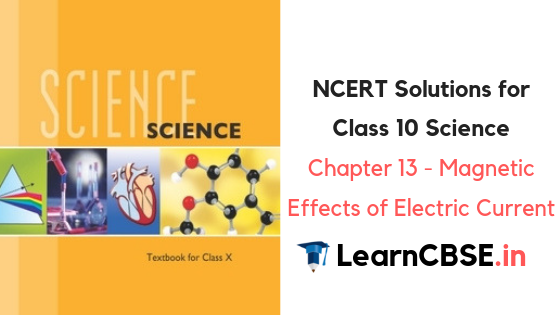 SCIENCE
SCIENCE
Textbook for Class X
NCERT Solutions for
Class 10 Science
Chapter 13 - Magnetic
Effects of Electric Current
LearnCBSE.in